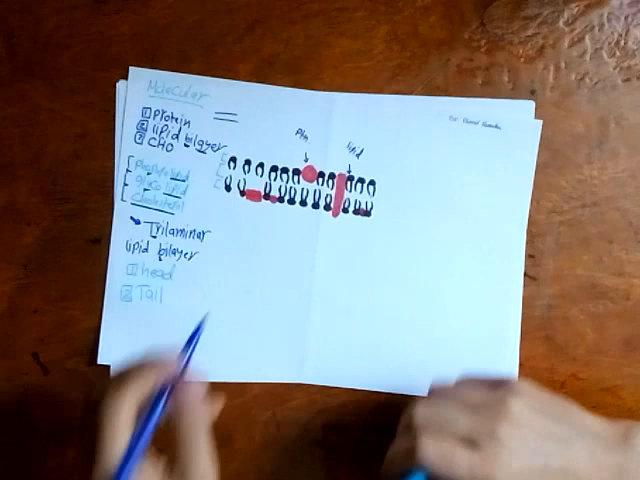 Molecular
1 Protein
2 lipid bilayer
3 CHO
phospholipid
glycolipid
cholesterol
Trilaminar
lipid bilayer
1 head
2 Tail
Ptn
lipid